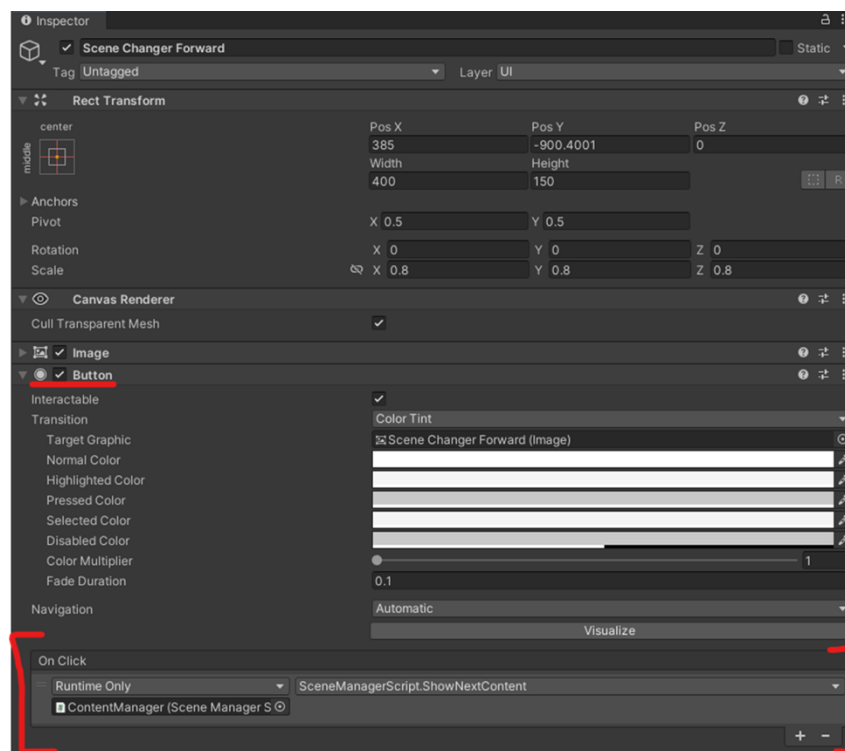 Inspector
Scene Changer Forward Static
Tag Untagged Layer UI
Rect Transform
center Pos X Pos Y Pos Z
middle 385 -900.4001 0
Width Height
400 150 R
Anchors
Pivot X 0.5 Y 0.5
Rotation X 0 Y 0 Z 0
Scale X 0.8 Y 0.8 Z 0.8
Canvas Renderer
Cull Transparent Mesh
Image
Button
Interactable
Transition Color Tint
Target Graphic Scene Changer Forward (Image)
Normal Color
Highlighted Color
Pressed Color
Selected Color
Disabled Color
Color Multiplier 1
Fade Duration 0.1
Navigation Automatic
Visualize
On Click
Runtime Only SceneManagerScript.ShowNextContent
ContentManager (Scene Manager S
+ −